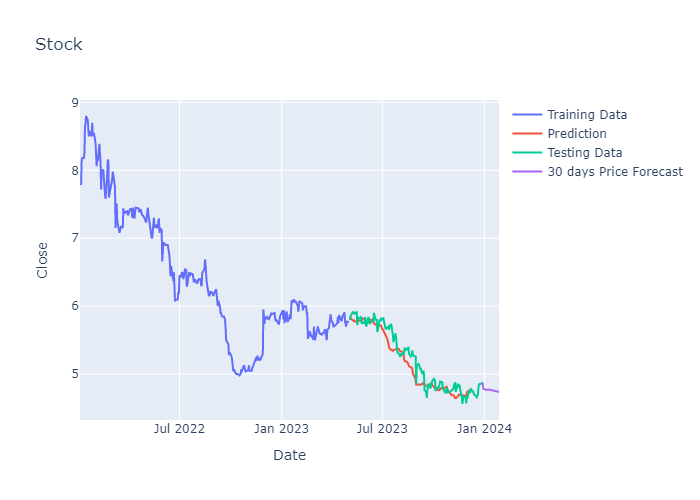 Stock
Training Data
Prediction
Testing Data
30 days Price Forecast
Close
9
8
7
6
5
Jul 2022
Jan 2023
Jul 2023
Jan 2024
Date